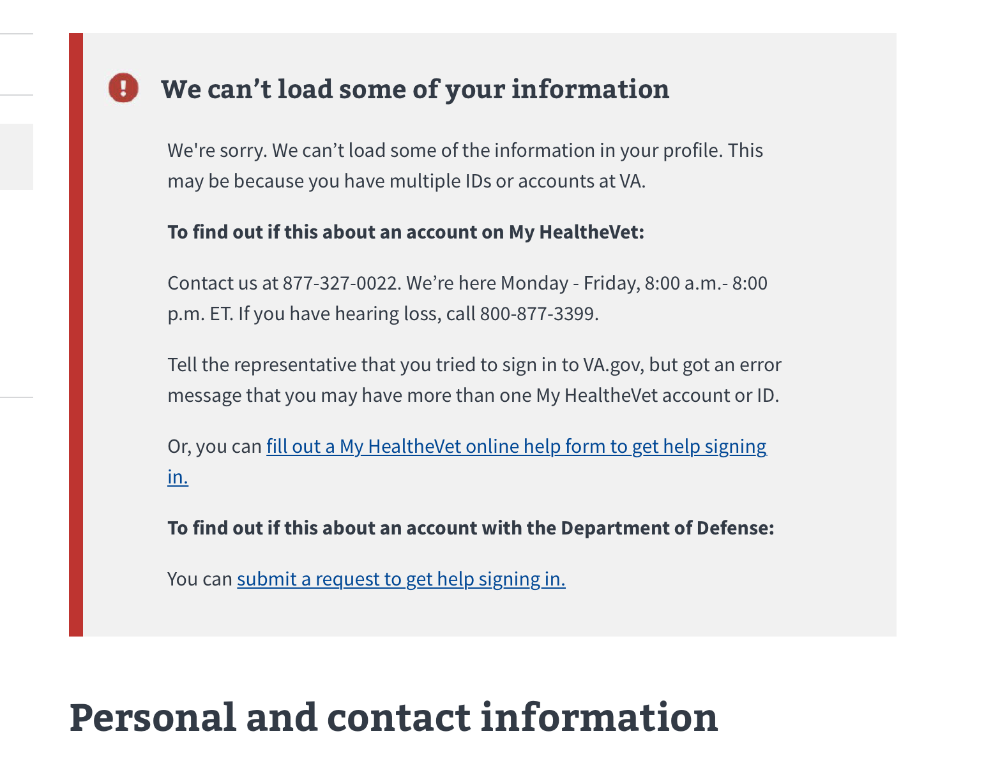 We can’t load some of your information
We're sorry. We can’t load some of the information in your profile. This
may be because you have multiple IDs or accounts at VA.
To find out if this about an account on My HealtheVet:
Contact us at 877-327-0022. We’re here Monday - Friday, 8:00 a.m.- 8:00
p.m. ET. If you have hearing loss, call 800-877-3399.
Tell the representative that you tried to sign in to VA.gov, but got an error
message that you may have more than one My HealtheVet account or ID.
Or, you can fill out a My HealtheVet online help form to get help signing
in.
To find out if this about an account with the Department of Defense:
You can submit a request to get help signing in.
Personal and contact information